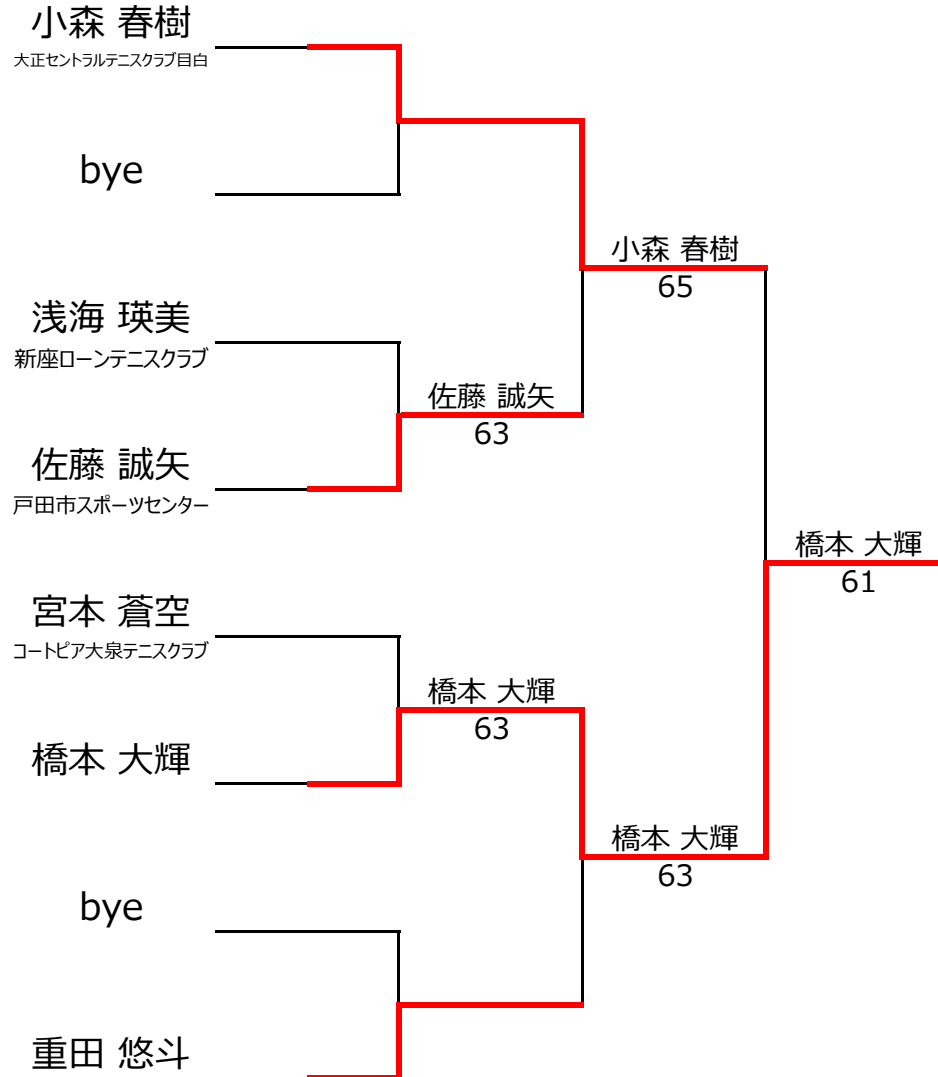 小森 春樹
大正セントラルテニスクラブ目白
bye
小森 春樹
65
浅海 瑛美
新座ローンテニスクラブ
佐藤 誠矢
63
佐藤 誠矢
戸田市スポーツセンター
橋本 大輝
61
宮本 蒼空
コートピア大泉テニスクラブ
橋本 大輝
63
橋本 大輝
橋本 大輝
63
bye
重田 悠斗